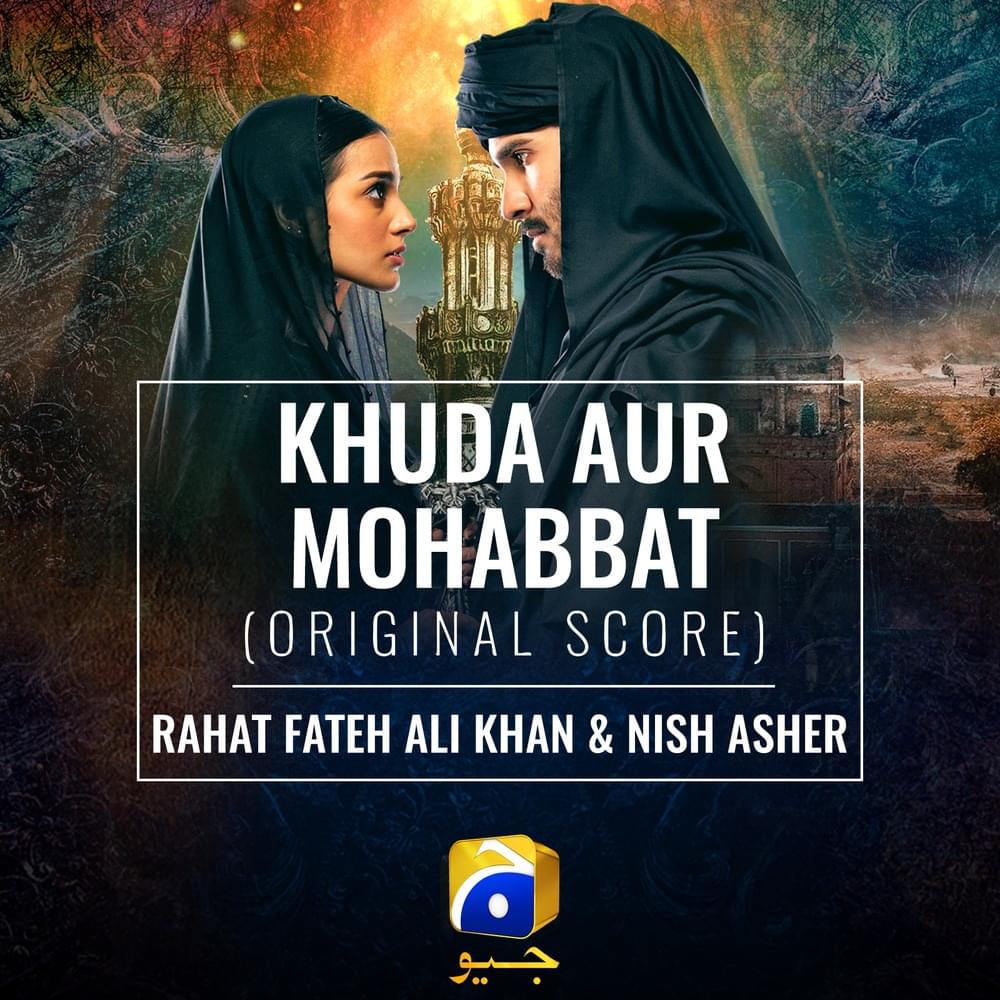 KHUDA AUR
MOHABBAT
(ORIGINAL SCORE)
RAHAT FATEH ALI KHAN & NISH ASHER
جیو